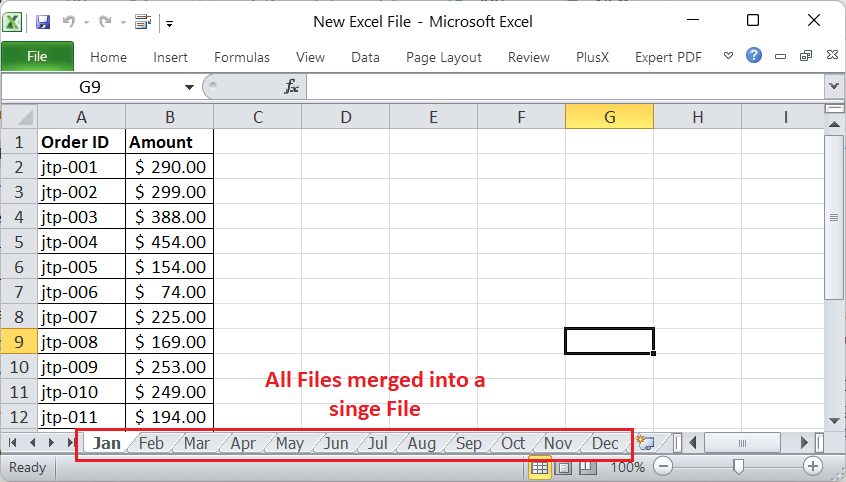 New Excel File - Microsoft Excel
File Home Insert Formulas View Data Page Layout Review PlusX Expert PDF
G9 fx
A B C D E F G H I
1 Order ID Amount
2 jtp-001 $ 290.00
3 jtp-002 $ 299.00
4 jtp-003 $ 388.00
5 jtp-004 $ 454.00
6 jtp-005 $ 154.00
7 jtp-006 $ 74.00
8 jtp-007 $ 225.00
9 jtp-008 $ 169.00
10 jtp-009 $ 253.00
11 jtp-010 $ 249.00
12 jtp-011 $ 194.00
All Files merged into a
singe File
Jan Feb Mar Apr May Jun Jul Aug Sep Oct Nov Dec
Ready 100%